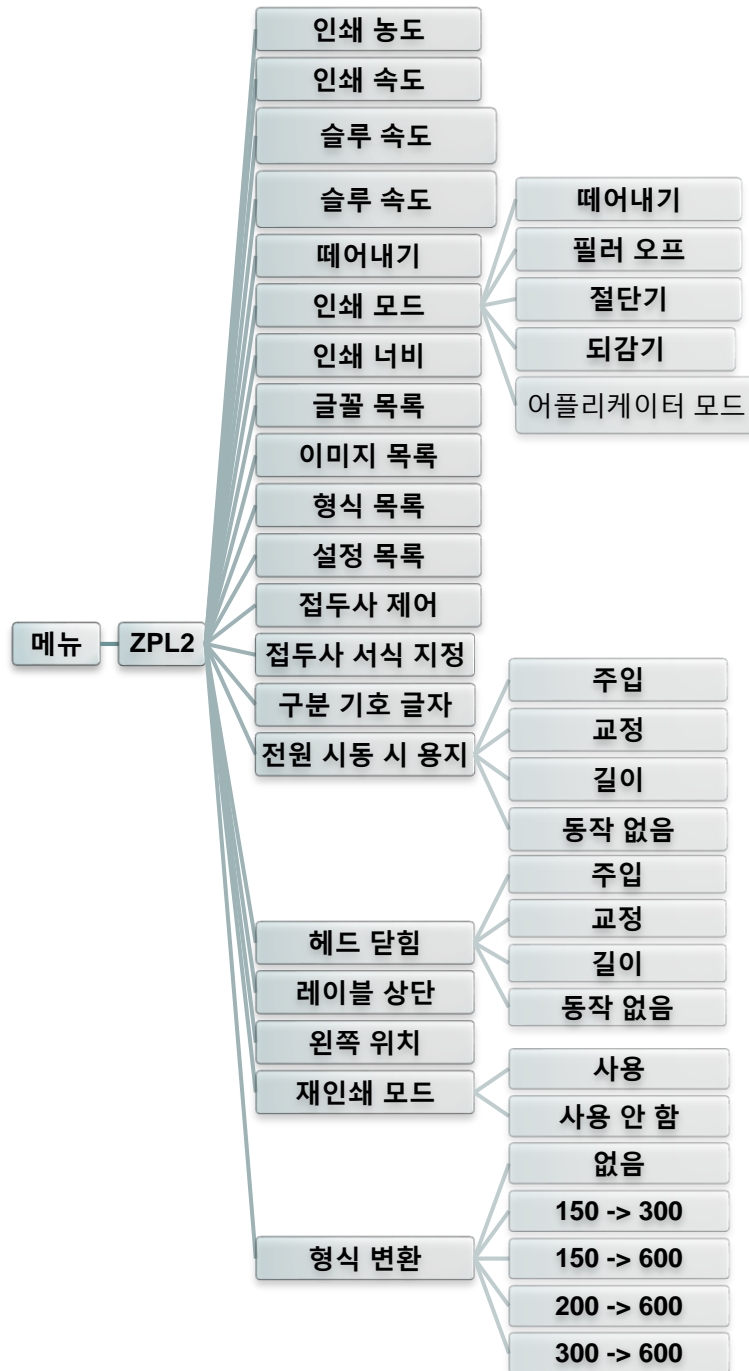 메뉴
ZPL2
인쇄 농도
인쇄 속도
슬루 속도
슬루 속도
떼어내기
인쇄 모드
떼어내기
필러 오프
절단기
되감기
어플리케이터 모드
인쇄 너비
글꼴 목록
이미지 목록
형식 목록
설정 목록
접두사 제어
접두사 서식 지정
구분 기호 글자
전원 시동 시 용지
주입
교정
길이
동작 없음
헤드 닫힘
주입
교정
길이
동작 없음
레이블 상단
왼쪽 위치
재인쇄 모드
사용
사용 안 함
형식 변환
없음
150 -> 300
150 -> 600
200 -> 600
300 -> 600